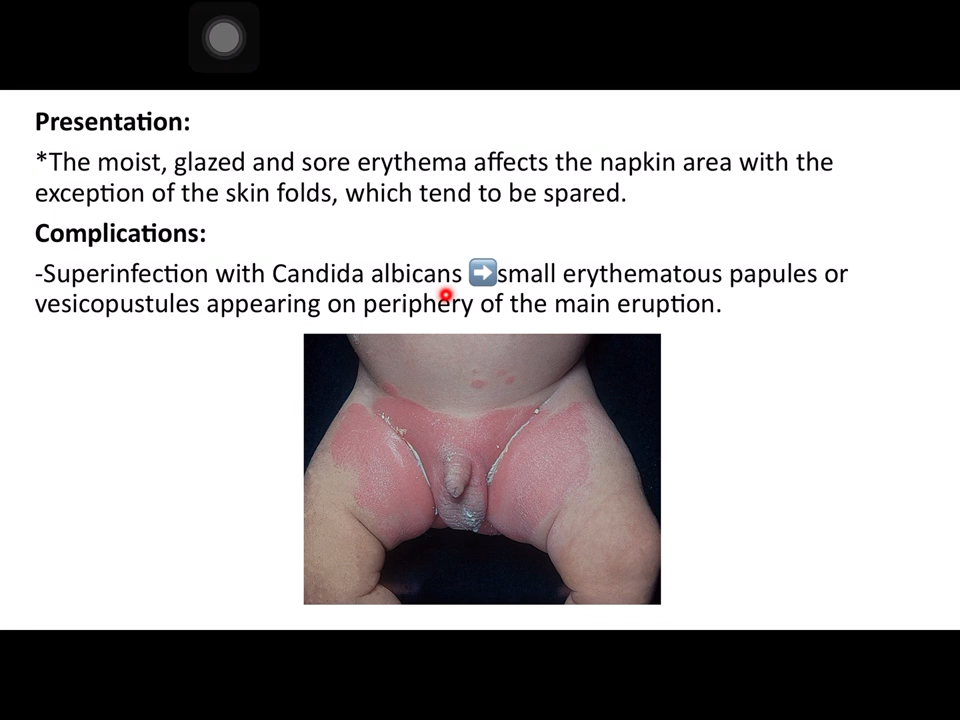 Presentation:
*The moist, glazed and sore erythema affects the napkin area with the
exception of the skin folds, which tend to be spared.
Complications:
-Superinfection with Candida albicans ➡️small erythematous papules or
vesicopustules appearing on periphery of the main eruption.